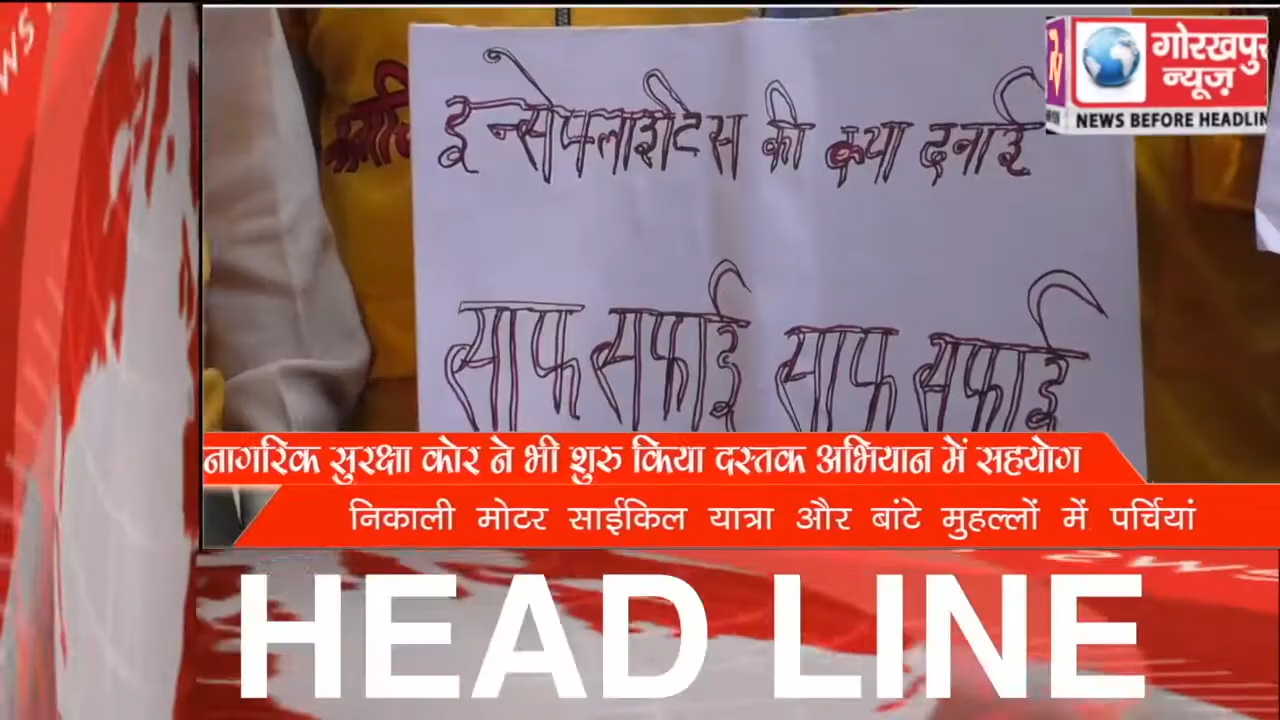 गोरखपुर
न्यूज़
NEWS BEFORE HEADLIN
इन्सेफ्लाइटिस की क्या दवाई
साफ सफाई साफ सफाई
नागरिक सुरक्षा कोर ने भी शुरु किया दस्तक अभियान में सहयोग
निकाली मोटर साईकिल यात्रा और बांटे मुहल्लों में पर्चियां
HEAD LINE
NEWS